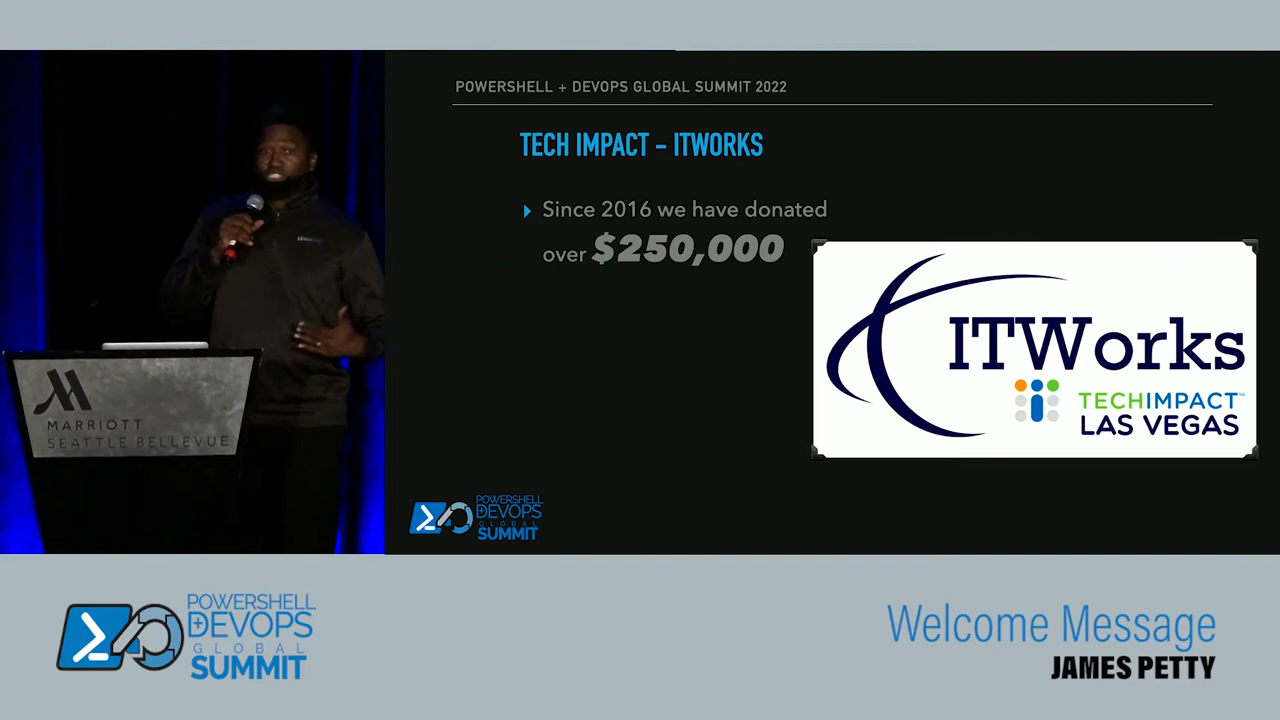 POWERSHELL + DEVOPS GLOBAL SUMMIT 2022
TECH IMPACT – ITWORKS
Since 2016 we have donated
over $250,000
ITWorks
TECHIMPACT
LAS VEGAS
MARRIOTT
SEATTLE BELLEVUE
POWERSHELL
+DEVOPS
GLOBAL
SUMMIT
POWERSHELL
DEVOPS
+
GLOBAL
SUMMIT
Welcome Message
JAMES PETTY